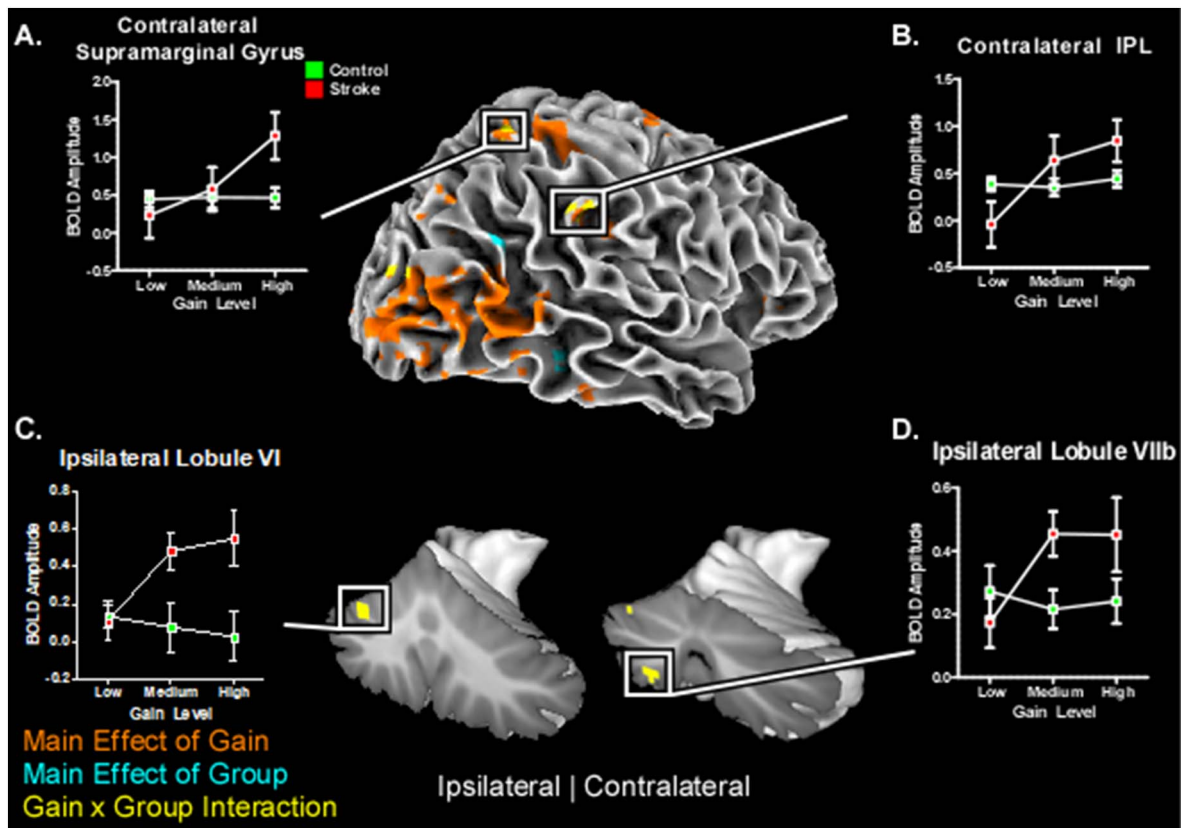 A.
Contralateral
Supramarginal Gyrus
Control
Stroke
2.0
1.5
1.0
0.5
0.0
-0.5
BOLD Amplitude
Low Medium High
Gain Level
B.
Contralateral IPL
1.5
1.0
0.5
0.0
-0.5
BOLD Amplitude
Low Medium High
Gain Level
C.
Ipsilateral Lobule VI
0.8
0.6
0.4
0.2
0.0
-0.2
BOLD Amplitude
Low Medium High
Gain Level
D.
Ipsilateral Lobule VIIb
0.6
0.4
0.2
0.0
BOLD Amplitude
Low Medium High
Gain Level
Main Effect of Gain
Main Effect of Group
Gain x Group Interaction
Ipsilateral | Contralateral